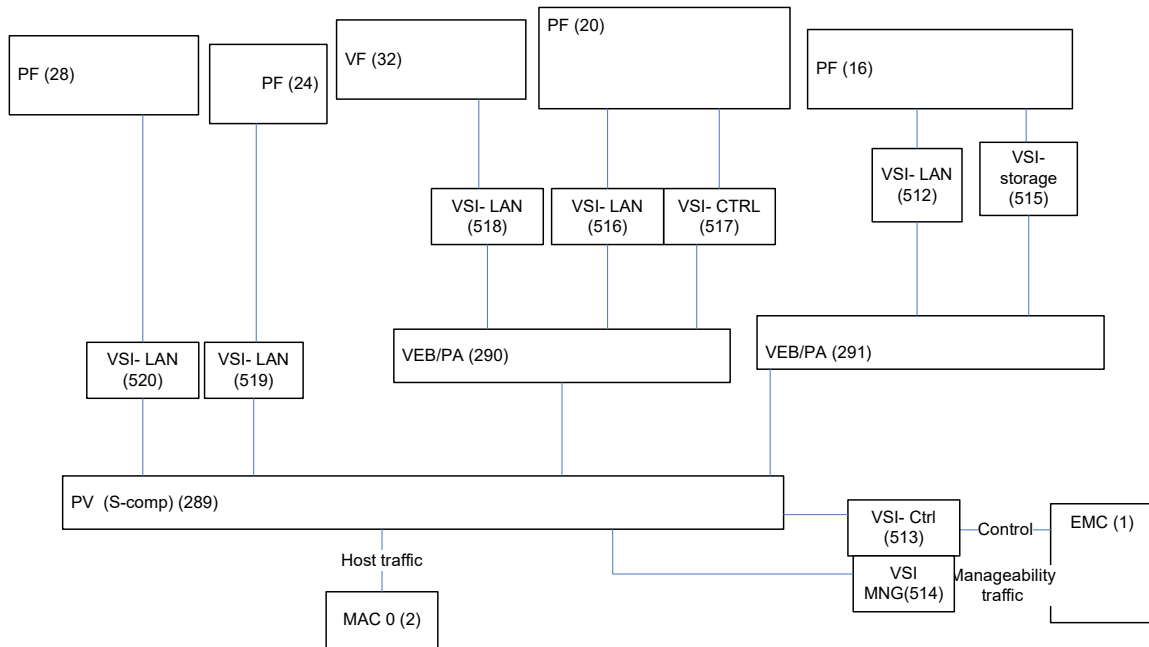 PF (28)
PF (24)
VF (32)
PF (20)
PF (16)
VSI- LAN
(518)
VSI- LAN
(516)
VSI- CTRL
(517)
VSI- LAN
(512)
VSI-
storage
(515)
VSI- LAN
(520)
VSI- LAN
(519)
VEB/PA (290)
VEB/PA (291)
PV (S-comp) (289)
VSI- Ctrl
(513)
Control
EMC (1)
VSI
MNG(514)
Manageability
traffic
Host traffic
MAC 0 (2)